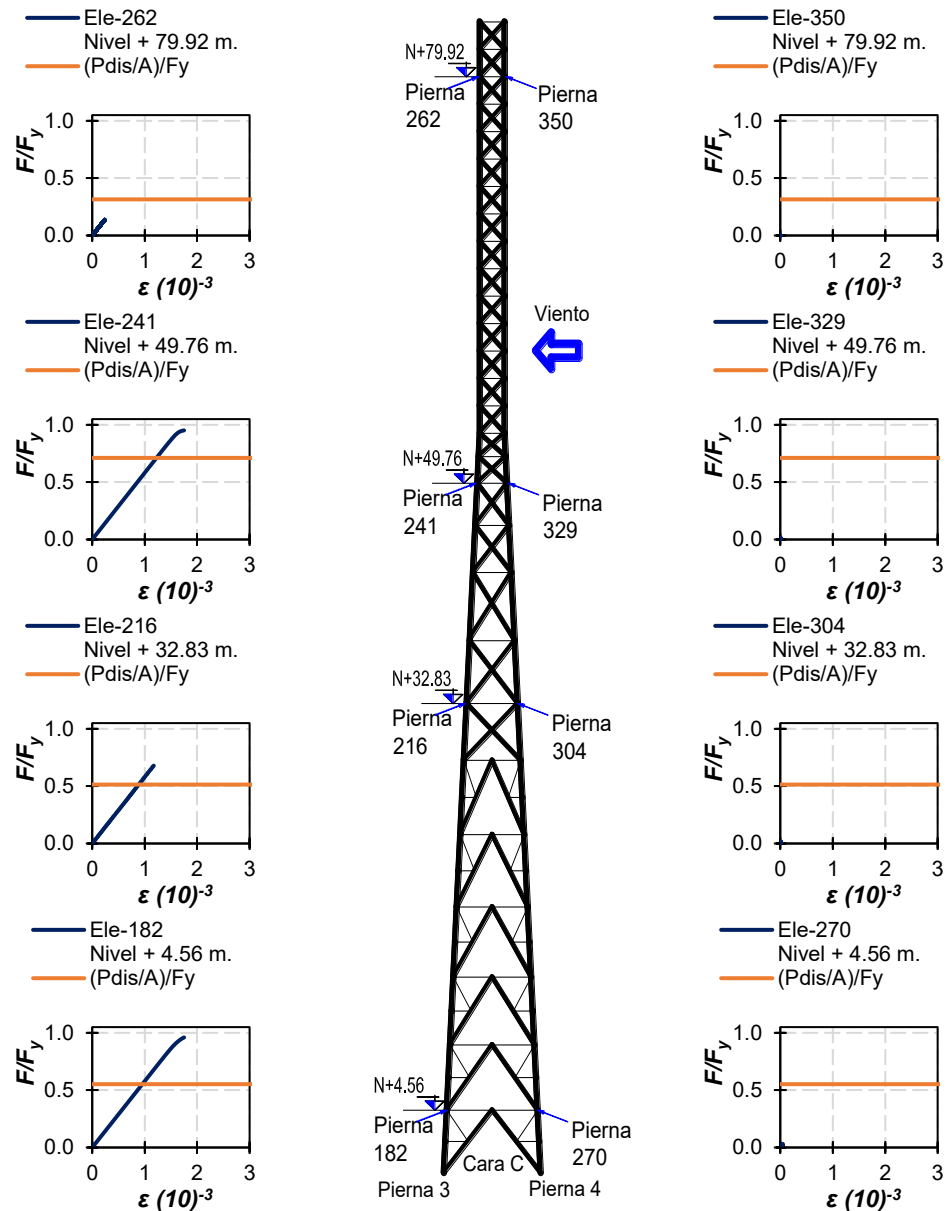 Ele-262
Nivel + 79.92 m.
(Pdis/A)/Fy
1.0
0.5
0.0
F/Fy
0 1 2 3
ε (10)-3
Ele-241
Nivel + 49.76 m.
(Pdis/A)/Fy
1.0
0.5
0.0
F/Fy
0 1 2 3
ε (10)-3
Ele-216
Nivel + 32.83 m.
(Pdis/A)/Fy
1.0
0.5
0.0
F/Fy
0 1 2 3
ε (10)-3
Ele-182
Nivel + 4.56 m.
(Pdis/A)/Fy
1.0
0.5
0.0
F/Fy
0 1 2 3
ε (10)-3
N+79.92
Pierna
262
Pierna
350
Viento
N+49.76
Pierna
241
Pierna
329
N+32.83
Pierna
216
Pierna
304
N+4.56
Pierna
182
Pierna
270
Cara C
Pierna 3
Pierna 4
Ele-350
Nivel + 79.92 m.
(Pdis/A)/Fy
1.0
0.5
0.0
F/Fy
0 1 2 3
ε (10)-3
Ele-329
Nivel + 49.76 m.
(Pdis/A)/Fy
1.0
0.5
0.0
F/Fy
0 1 2 3
ε (10)-3
Ele-304
Nivel + 32.83 m.
(Pdis/A)/Fy
1.0
0.5
0.0
F/Fy
0 1 2 3
ε (10)-3
Ele-270
Nivel + 4.56 m.
(Pdis/A)/Fy
1.0
0.5
0.0
F/Fy
0 1 2 3
ε (10)-3